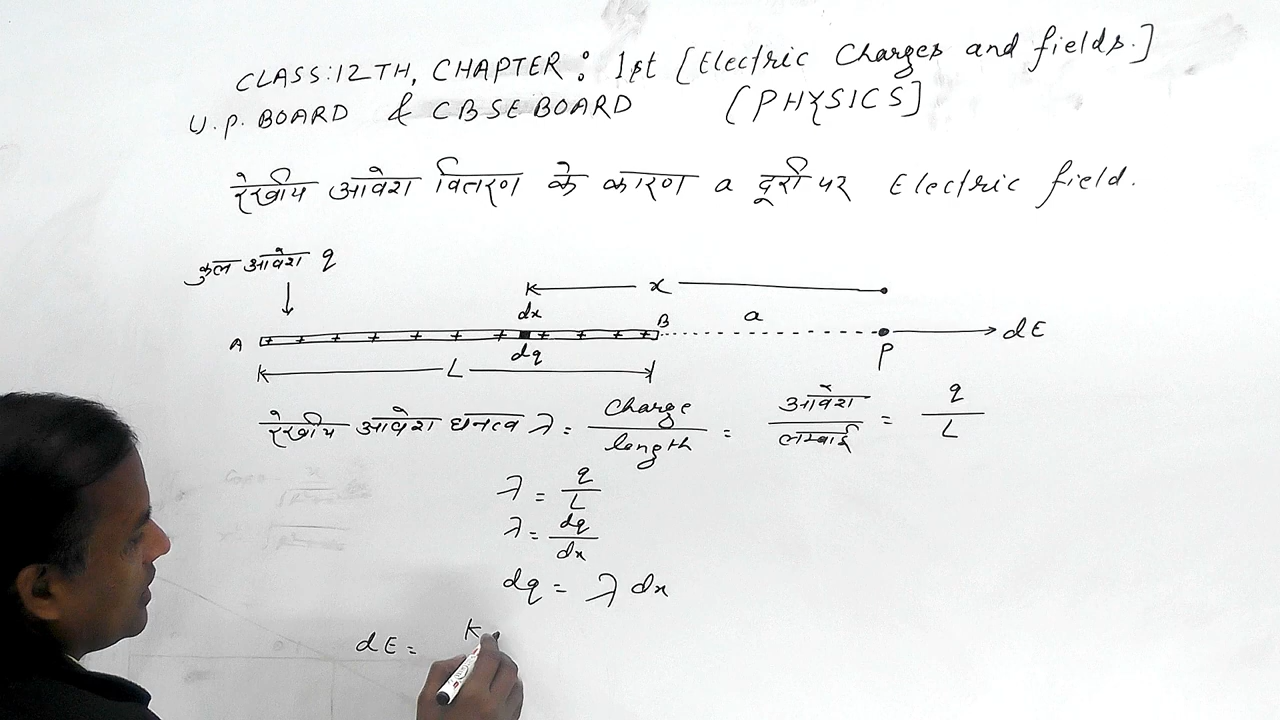 CLASS:12TH, CHAPTER: 1st [Electric Charges and fields.]
U.P. BOARD & CBSE BOARD [PHYSICS]
रेखीय आवेश वितरण के कारण a दूरी पर Electric field.
कुल आवेश q
x
dx
a
A B
dq
P
dE
L
रेखीय आवेश घनत्व λ = charge/length = आवेश/लम्बाई = q/L
λ = q/L
λ = dq/dx
dq = λ dx
dE = K